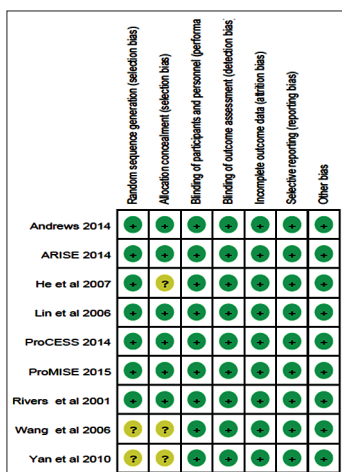 Random sequence generation (selection bias)
Allocation concealment (selection bias)
Blinding of participants and personnel (performa
Blinding of outcome assessment (detection bias)
Incomplete outcome data (attrition bias)
Selective reporting (reporting bias)
Other bias
Andrews 2014 + + + + + + +
ARISE 2014 + + + + + + +
He et al 2007 + ? + + + + +
Lin et al 2006 + + + + + + +
ProCESS 2014 + + + + + + +
ProMISE 2015 + + + + + + +
Rivers et al 2001 + + + + + + +
Wang et al 2006 ? ? + + + + +
Yan et al 2010 ? ? + + + + +